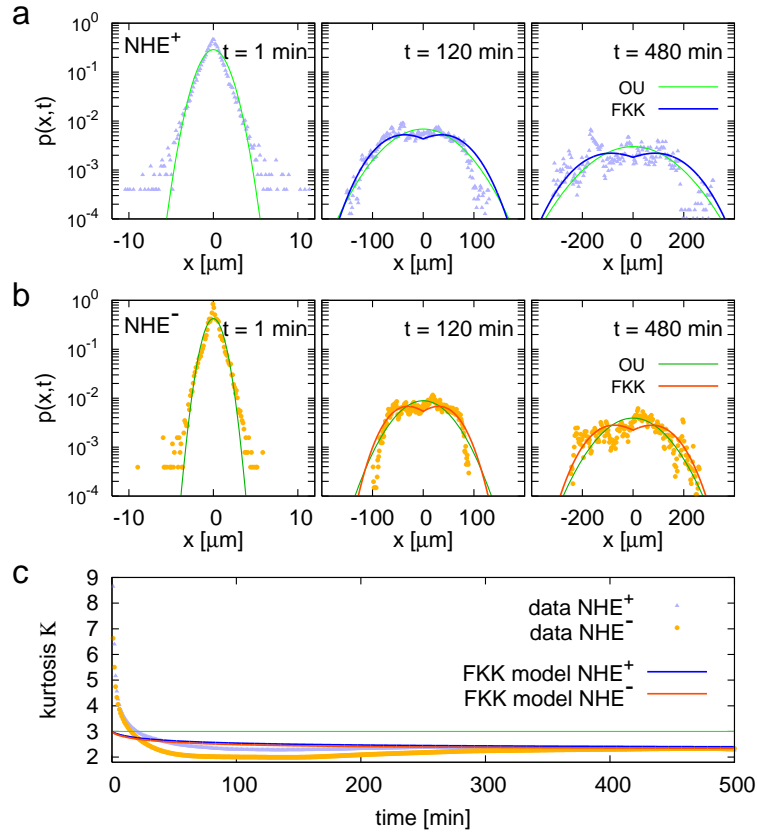 a
NHE+ t = 1 min t = 120 min t = 480 min
OU
FKK
p(x,t)
10^0
10^-1
10^-2
10^-3
10^-4
-10 0 10 -100 0 100 -200 0 200
x [μm] x [μm] x [μm]
b
NHE- t = 1 min t = 120 min t = 480 min
OU
FKK
p(x,t)
10^0
10^-1
10^-2
10^-3
10^-4
-10 0 10 -100 0 100 -200 0 200
x [μm] x [μm] x [μm]
c
kurtosis K
9
8
7
6
5
4
3
2
data NHE+
data NHE-
FKK model NHE+
FKK model NHE-
0 100 200 300 400 500
time [min]